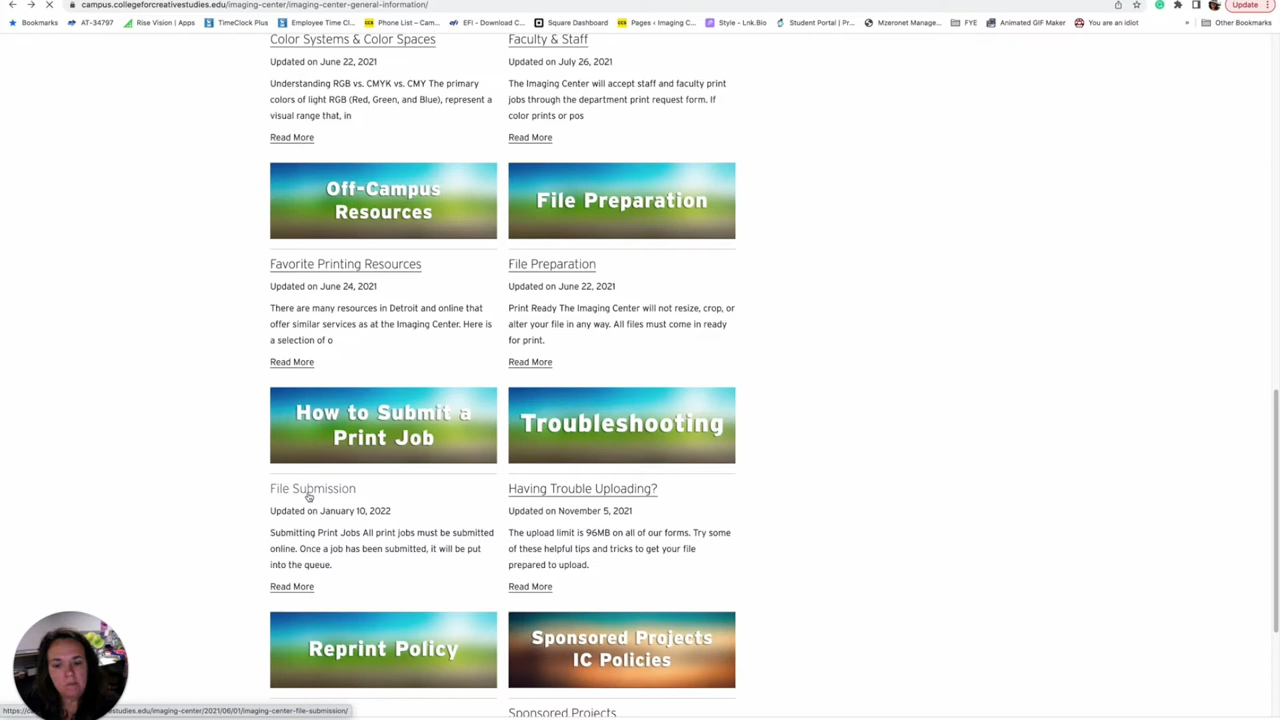 campus.collegeforcreativestudies.edu/imaging-center/imaging-center-general-information/
Update
Bookmarks
AT-34797
Rise Vision | Apps
TimeClock Plus
Employee Time Cl...
Phone List – Cam...
EFI - Download C...
Square Dashboard
Pages ‹ Imaging C...
Style - Lnk.Bio
Student Portal | Pr...
Mzeronet Manage...
FYE
Animated GIF Maker
You are an idiot
»
Other Bookmarks
Color Systems & Color Spaces
Updated on June 22, 2021
Understanding RGB vs. CMYK vs. CMY The primary
colors of light RGB (Red, Green, and Blue), represent a
visual range that, in
Read More
Faculty & Staff
Updated on July 26, 2021
The Imaging Center will accept staff and faculty print
jobs through the department print request form. If
color prints or pos
Read More
Off-Campus
Resources
Favorite Printing Resources
Updated on June 24, 2021
There are many resources in Detroit and online that
offer similar services as at the Imaging Center. Here is
a selection of o
Read More
File Preparation
File Preparation
Updated on June 22, 2021
Print Ready The Imaging Center will not resize, crop, or
alter your file in any way. All files must come in ready
for print.
Read More
How to Submit a
Print Job
File Submission
Updated on January 10, 2022
Submitting Print Jobs All print jobs must be submitted
online. Once a job has been submitted, it will be put
into the queue.
Read More
Troubleshooting
Having Trouble Uploading?
Updated on November 5, 2021
The upload limit is 96MB on all of our forms. Try some
of these helpful tips and tricks to get your file
prepared to upload.
Read More
Reprint Policy
Sponsored Projects
IC Policies
Sponsored Projects
studies.edu/imaging-center/2021/06/01/imaging-center-file-submission/